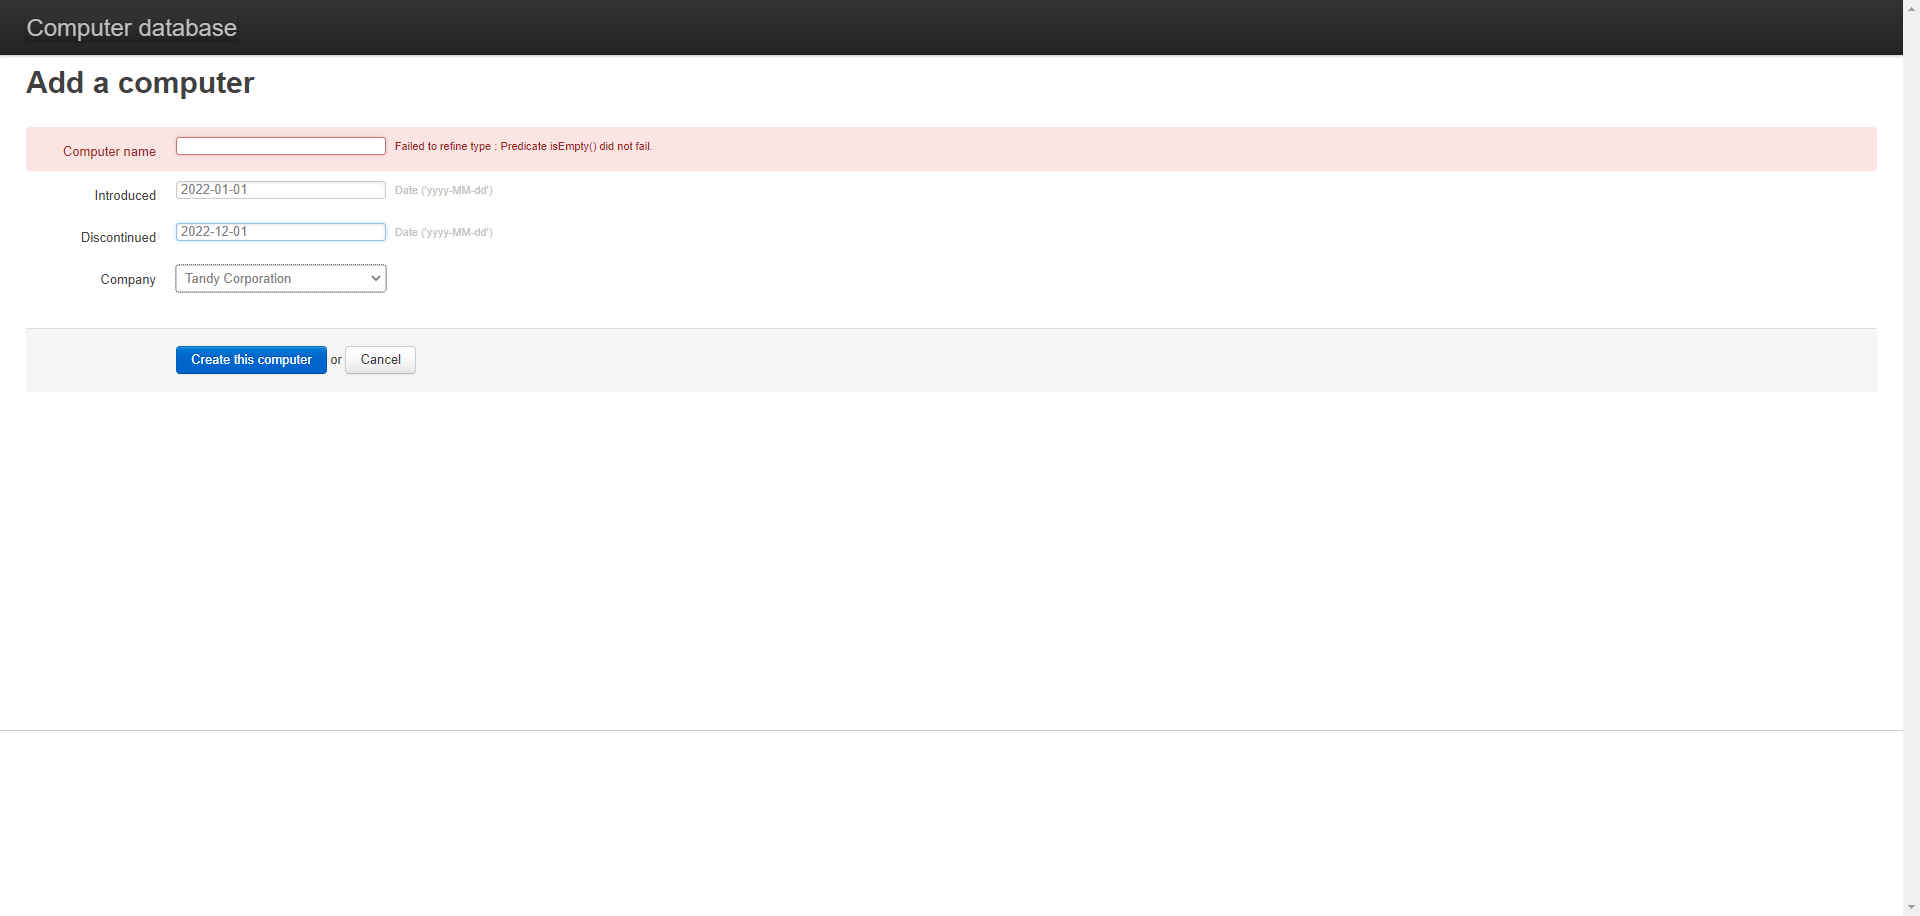 Computer database
Add a computer
Computer name Failed to refine type : Predicate isEmpty() did not fail.
Introduced 2022-01-01 Date ('yyyy-MM-dd')
Discontinued 2022-12-01 Date ('yyyy-MM-dd')
Company Tandy Corporation
Create this computer or Cancel